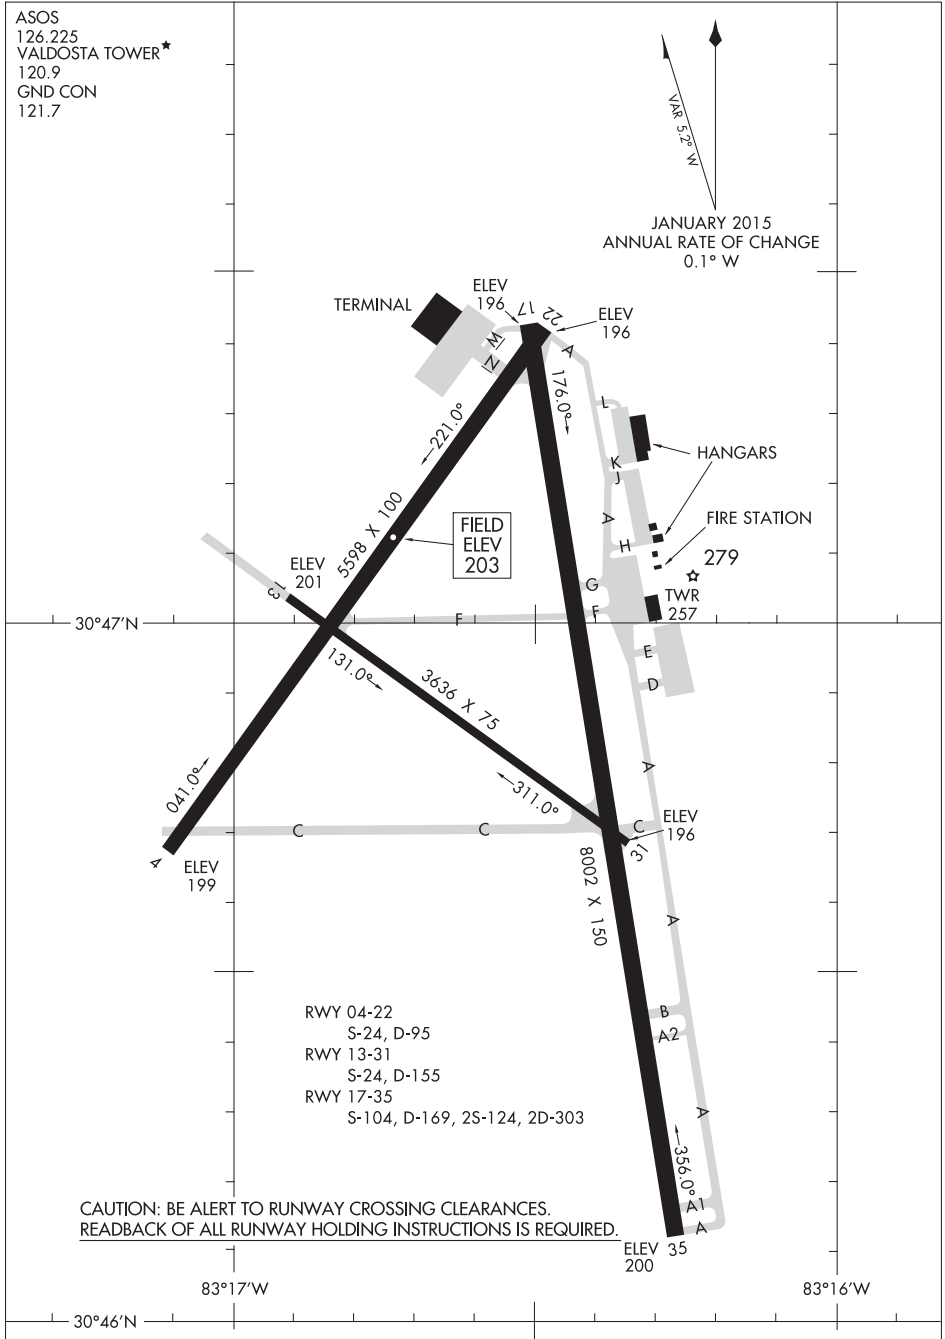 ASOS
126.225
VALDOSTA TOWER★
120.9
GND CON
121.7
VAR 5.2° W
JANUARY 2015
ANNUAL RATE OF CHANGE
0.1° W
ELEV
196
17
22
ELEV
196
TERMINAL
W
N
A
L
176.0°
221.0°
K
J
HANGARS
5598 X 100
A
FIRE STATION
FIELD
ELEV
203
H
279
ELEV
201
13
G
TWR
257
30°47'N
F
F
E
131.0°
D
3636 X 75
A
041.0°
311.0°
C
C
C
ELEV
196
31
4
ELEV
199
8002 X 150
A
RWY 04-22
S-24, D-95
RWY 13-31
S-24, D-155
RWY 17-35
S-104, D-169, 2S-124, 2D-303
B
A2
A
356.0°
A1
A
CAUTION: BE ALERT TO RUNWAY CROSSING CLEARANCES.
READBACK OF ALL RUNWAY HOLDING INSTRUCTIONS IS REQUIRED.
ELEV
200
35
83°17'W
83°16'W
30°46'N